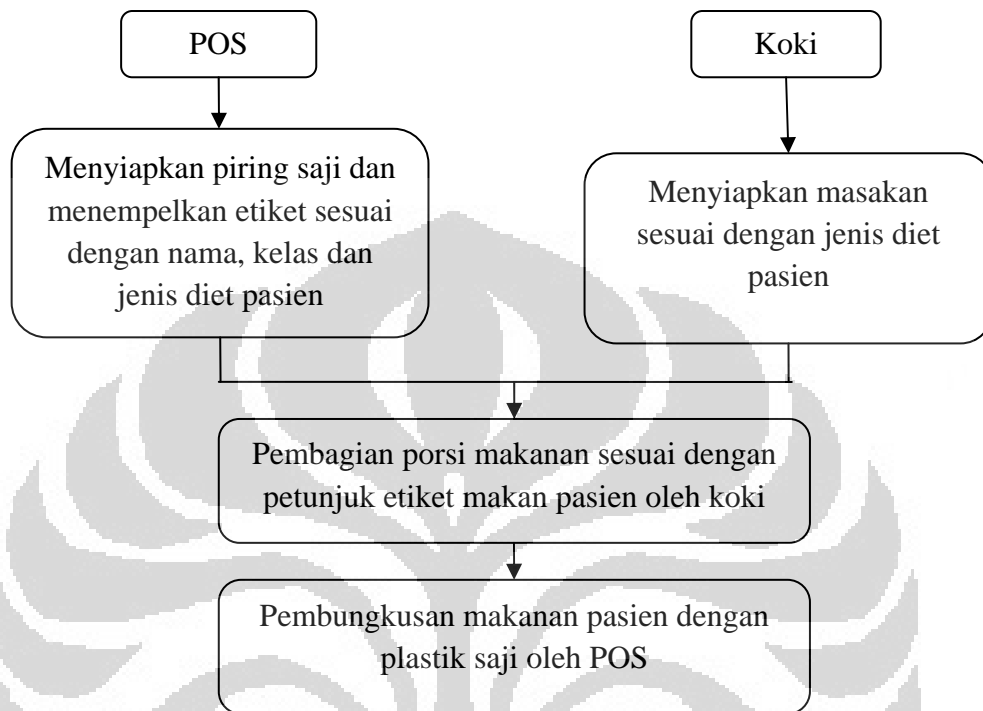 POS
Koki
Menyiapkan piring saji dan
menempelkan etiket sesuai
dengan nama, kelas dan
jenis diet pasien
Menyiapkan masakan
sesuai dengan jenis diet
pasien
Pembagian porsi makanan sesuai dengan
petunjuk etiket makan pasien oleh koki
Pembungkusan makanan pasien dengan
plastik saji oleh POS